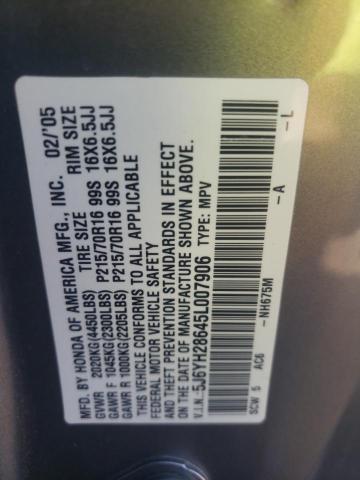 MFD. BY HONDA OF AMERICA MFG., INC. 02/'05
TIRE SIZE RIM SIZE
GVWR 2020KG(4450LBS)
GAWR F 1045KG(2300LBS) P215/70R16 99S 16X6.5JJ
GAWR R 1000KG(2205LBS) P215/70R16 99S 16X6.5JJ
THIS VEHICLE CONFORMS TO ALL APPLICABLE
FEDERAL MOTOR VEHICLE SAFETY
AND THEFT PREVENTION STANDARDS IN EFFECT
ON THE DATE OF MANUFACTURE SHOWN ABOVE.
V.I.N. 5J6YH28645L007906 TYPE: MPV
SCW 5 AC6 -NH675M -A -L